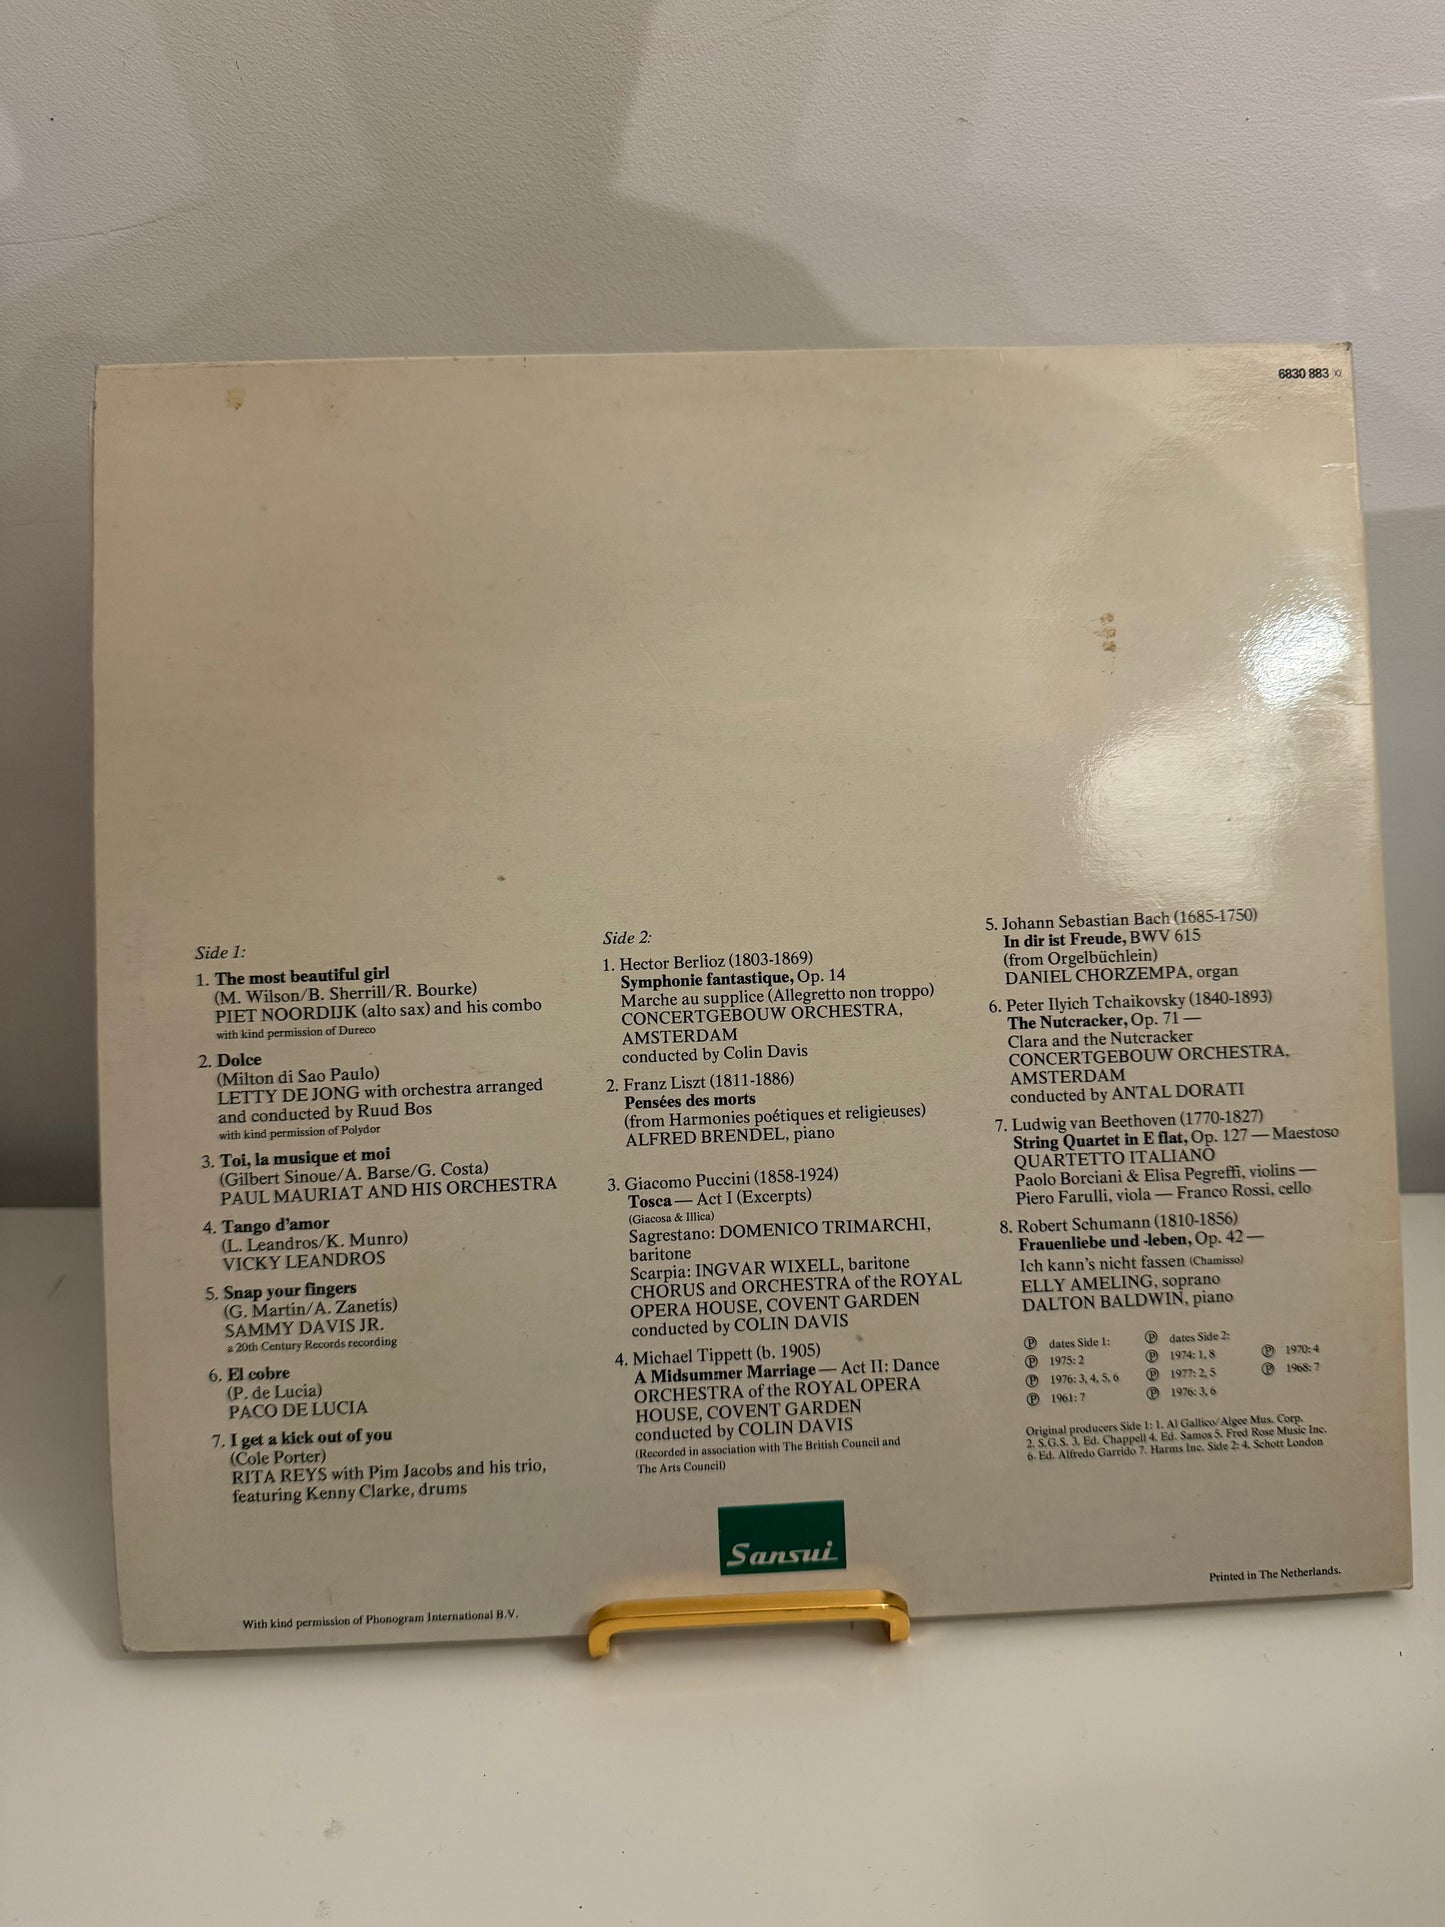 6830 883 10
Side 1:
1. The most beautiful girl
(M. Wilson/B. Sherrill/R. Bourke)
PIET NOORDIJK (alto sax) and his combo
with kind permission of Dureco
2. Dolce
(Milton di Sao Paulo)
LETTY DE JONG with orchestra arranged
and conducted by Ruud Bos
with kind permission of Polydor
3. Toi, la musique et moi
(Gilbert Sinoue/A. Barse/G. Costa)
PAUL MAURIAT AND HIS ORCHESTRA
4. Tango d'amor
(L. Leandros/K. Munro)
VICKY LEANDROS
5. Snap your fingers
(G. Martin/A. Zanetis)
SAMMY DAVIS JR.
a 20th Century Records recording
6. El cobre
(P. de Lucia)
PACO DE LUCIA
7. I get a kick out of you
(Cole Porter)
RITA REYS with Pim Jacobs and his trio,
featuring Kenny Clarke, drums
Side 2:
1. Hector Berlioz (1803-1869)
Symphonie fantastique, Op. 14
Marche au supplice (Allegretto non troppo)
CONCERTGEBOUW ORCHESTRA,
AMSTERDAM
conducted by Colin Davis
2. Franz Liszt (1811-1886)
Pensées des morts
(from Harmonies poétiques et religieuses)
ALFRED BRENDEL, piano
3. Giacomo Puccini (1858-1924)
Tosca — Act I (Excerpts)
(Giacosa & Illica)
Sagrestano: DOMENICO TRIMARCHI,
baritone
Scarpia: INGVAR WIXELL, baritone
CHORUS and ORCHESTRA of the ROYAL
OPERA HOUSE, COVENT GARDEN
conducted by COLIN DAVIS
4. Michael Tippett (b. 1905)
A Midsummer Marriage — Act II: Dance
ORCHESTRA of the ROYAL OPERA
HOUSE, COVENT GARDEN
conducted by COLIN DAVIS
(Recorded in association with The British Council and
The Arts Council)
5. Johann Sebastian Bach (1685-1750)
In dir ist Freude, BWV 615
(from Orgelbüchlein)
DANIEL CHORZEMPA, organ
6. Peter Ilyich Tchaikovsky (1840-1893)
The Nutcracker, Op. 71 —
Clara and the Nutcracker
CONCERTGEBOUW ORCHESTRA,
AMSTERDAM
conducted by ANTAL DORATI
7. Ludwig van Beethoven (1770-1827)
String Quartet in E flat, Op. 127 — Maestoso
QUARTETTO ITALIANO
Paolo Borciani & Elisa Pegreffi, violins —
Piero Farulli, viola — Franco Rossi, cello
8. Robert Schumann (1810-1856)
Frauenliebe und -leben, Op. 42 —
Ich kann's nicht fassen (Chamisso)
ELLY AMELING, soprano
DALTON BALDWIN, piano
℗ dates Side 1:
℗ 1975: 2
℗ 1976: 3, 4, 5, 6
℗ 1961: 7
℗ dates Side 2:
℗ 1974: 1, 8
℗ 1977: 2, 5
℗ 1976: 3, 6
℗ 1970: 4
℗ 1968: 7
Original producers Side 1: 1. Al Gallico/Algee Mus. Corp.
2. S.G.S. 3. Ed. Chappell 4. Ed. Samos 5. Fred Rose Music Inc.
6. Ed. Alfredo Garrido 7. Harms Inc. Side 2: 4. Schott London
Sansui
Printed in The Netherlands.
With kind permission of Phonogram International B.V.